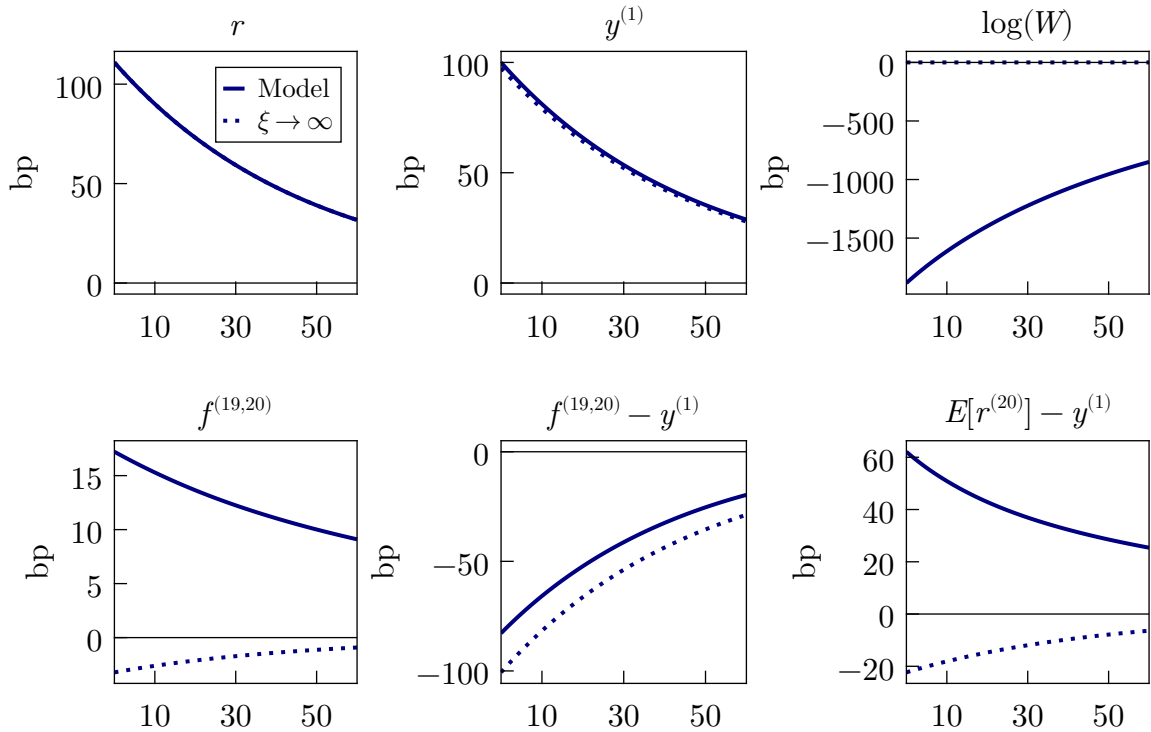 r
y^{(1)}
log(W)
bp
100
50
0
10 30 50
Model
ξ → ∞
bp
100
50
0
10 30 50
bp
0
−500
−1000
−1500
10 30 50
f^{(19,20)}
f^{(19,20)} − y^{(1)}
E[r^{(20)}] − y^{(1)}
bp
15
10
5
0
10 30 50
bp
0
−50
−100
10 30 50
bp
60
40
20
0
−20
10 30 50